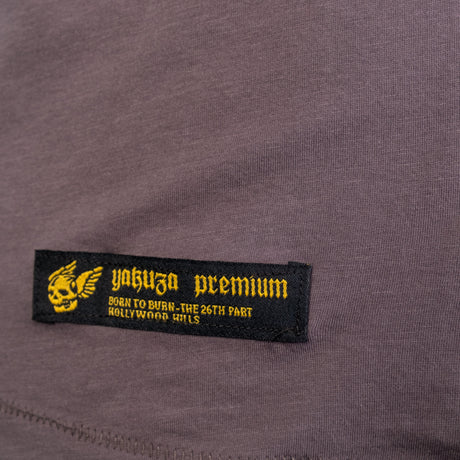 yakuza premium
BORN TO BURN-THE 26TH PART
HOLLYWOOD HILLS